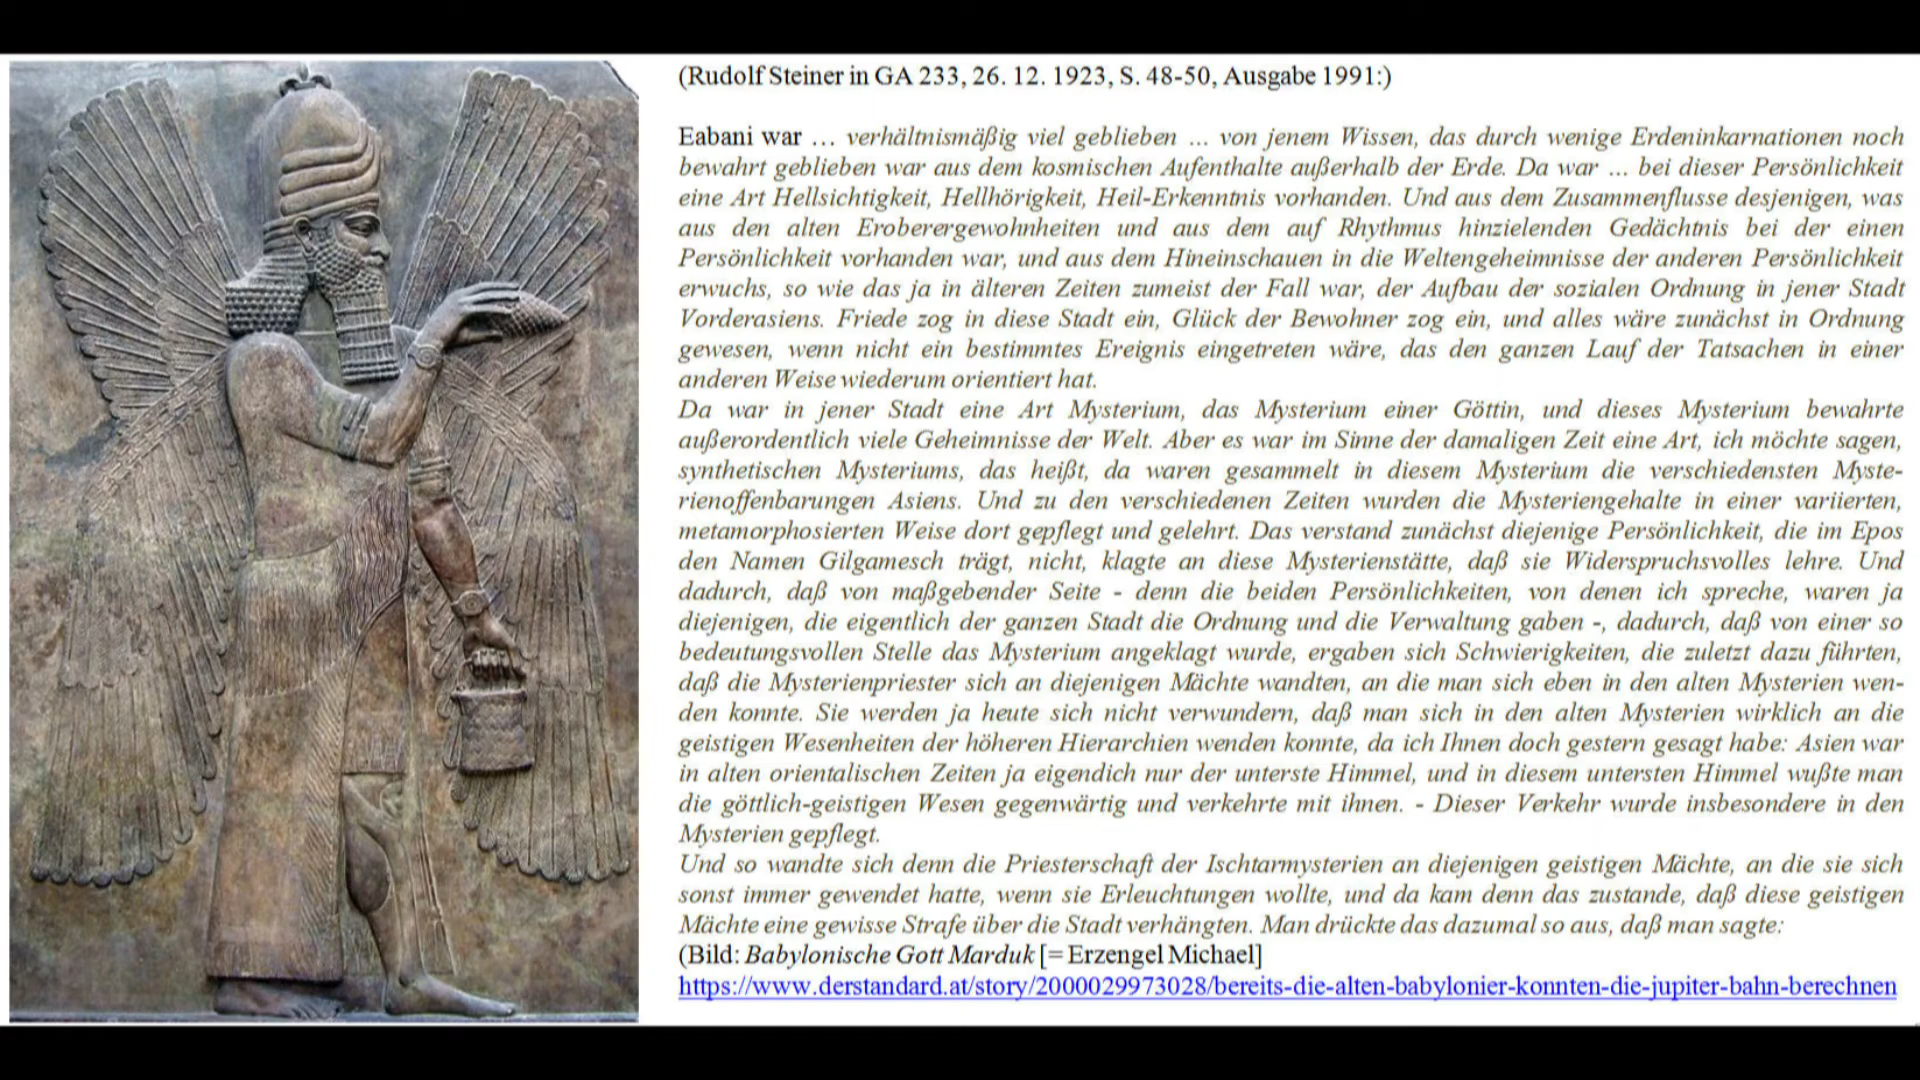 (Rudolf Steiner in GA 233, 26. 12. 1923, S. 48-50, Ausgabe 1991:)
Eabani war … verhältnismäßig viel geblieben … von jenem Wissen, das durch wenige Erdeninkarnationen noch
bewahrt geblieben war aus dem kosmischen Aufenthalte außerhalb der Erde. Da war … bei dieser Persönlichkeit
eine Art Hellsichtigkeit, Hellhörigkeit, Heil-Erkenntnis vorhanden. Und aus dem Zusammenflusse desjenigen, was
aus den alten Eroberergewohnheiten und aus dem auf Rhythmus hinzielenden Gedächtnis bei der einen
Persönlichkeit vorhanden war, und aus dem Hineinschauen in die Weltengeheimnisse der anderen Persönlichkeit
erwuchs, so wie das ja in älteren Zeiten zumeist der Fall war, der Aufbau der sozialen Ordnung in jener Stadt
Vorderasiens. Friede zog in diese Stadt ein, Glück der Bewohner zog ein, und alles wäre zunächst in Ordnung
gewesen, wenn nicht ein bestimmtes Ereignis eingetreten wäre, das den ganzen Lauf der Tatsachen in einer
anderen Weise wiederum orientiert hat.
Da war in jener Stadt eine Art Mysterium, das Mysterium einer Göttin, und dieses Mysterium bewahrte
außerordentlich viele Geheimnisse der Welt. Aber es war im Sinne der damaligen Zeit eine Art, ich möchte sagen,
synthetischen Mysteriums, das heißt, da waren gesammelt in diesem Mysterium die verschiedensten Myste-
rienoffenbarungen Asiens. Und zu den verschiedenen Zeiten wurden die Mysteriengehalte in einer variierten,
metamorphosierten Weise dort gepflegt und gelehrt. Das verstand zunächst diejenige Persönlichkeit, die im Epos
den Namen Gilgamesch trägt, nicht, klagte an diese Mysterienstätte, daß sie Widerspruchsvolles lehre. Und
dadurch, daß von maßgebender Seite - denn die beiden Persönlichkeiten, von denen ich spreche, waren ja
diejenigen, die eigentlich der ganzen Stadt die Ordnung und die Verwaltung gaben -, dadurch, daß von einer so
bedeutungsvollen Stelle das Mysterium angeklagt wurde, ergaben sich Schwierigkeiten, die zuletzt dazu führten,
daß die Mysterienpriester sich an diejenigen Mächte wandten, an die man sich eben in den alten Mysterien wen-
den konnte. Sie werden ja heute sich nicht verwundern, daß man sich in den alten Mysterien wirklich an die
geistigen Wesenheiten der höheren Hierarchien wenden konnte, da ich Ihnen doch gestern gesagt habe: Asien war
in alten orientalischen Zeiten ja eigendich nur der unterste Himmel, und in diesem untersten Himmel wußte man
die göttlich-geistigen Wesen gegenwärtig und verkehrte mit ihnen. - Dieser Verkehr wurde insbesondere in den
Mysterien gepflegt.
Und so wandte sich denn die Priesterschaft der Ischtarmysterien an diejenigen geistigen Mächte, an die sie sich
sonst immer gewendet hatte, wenn sie Erleuchtungen wollte, und da kam denn das zustande, daß diese geistigen
Mächte eine gewisse Strafe über die Stadt verhängten. Man drückte das dazumal so aus, daß man sagte:
(Bild: Babylonische Gott Marduk [= Erzengel Michael]
https://www.derstandard.at/story/2000029973028/bereits-die-alten-babylonier-konnten-die-jupiter-bahn-berechnen